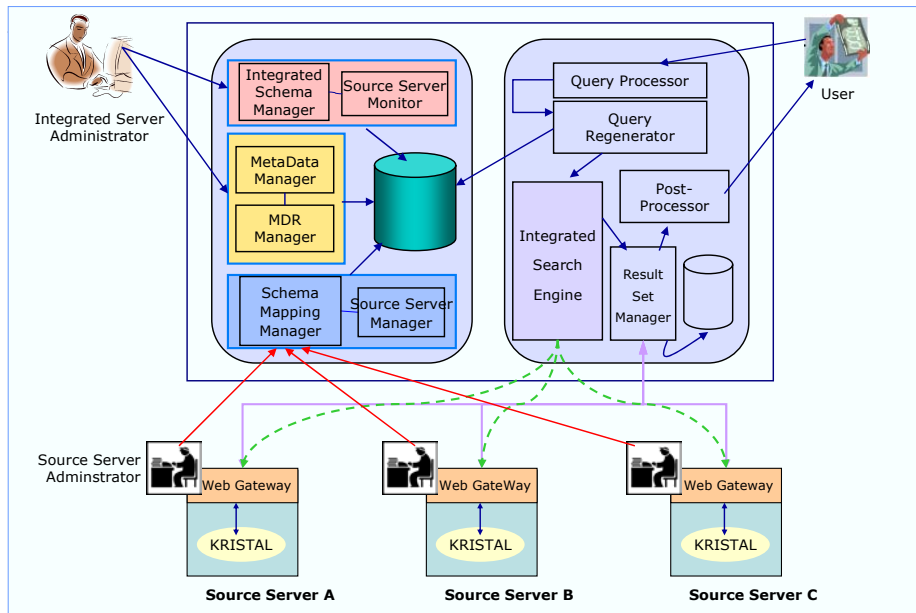 Integrated Server
Administrator
Integrated
Schema
Manager
Source Server
Monitor
MetaData
Manager
MDR
Manager
Schema
Mapping
Manager
Source Server
Manager
Query Processor
Query
Regenerator
Integrated
Search
Engine
Post-
Processor
Result
Set
Manager
User
Source Server
Adminstrator
Web Gateway
KRISTAL
Source Server A
Web GateWay
KRISTAL
Source Server B
Web Gateway
KRISTAL
Source Server C